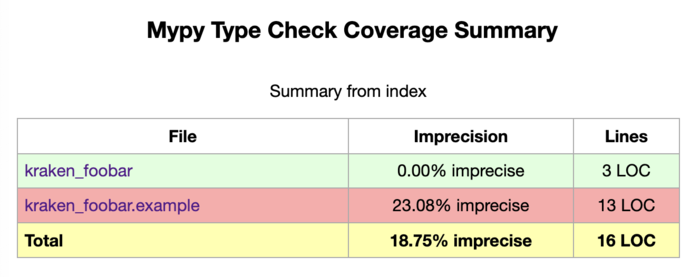 Mypy Type Check Coverage Summary
Summary from index
File Imprecision Lines
kraken_foobar 0.00% imprecise 3 LOC
kraken_foobar.example 23.08% imprecise 13 LOC
Total 18.75% imprecise 16 LOC